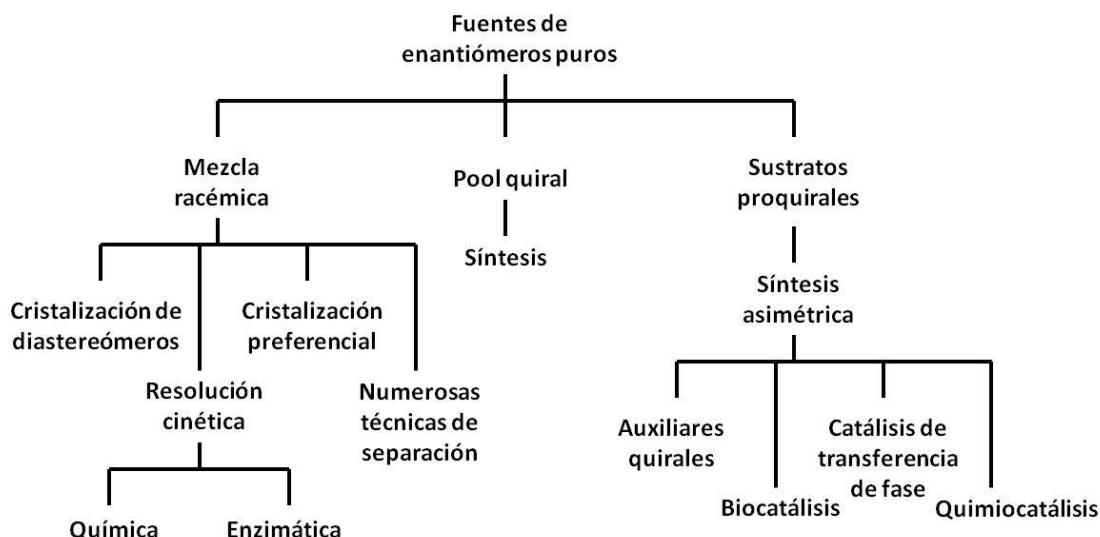 Fuentes de
enantiómeros puros
Mezcla
racémica
Pool quiral
Sustratos
proquirales
Síntesis
Síntesis
asimétrica
Cristalización de
diastereómeros
Cristalización
preferencial
Resolución
cinética
Numerosas
técnicas de
separación
Auxiliares
quirales
Catálisis de
transferencia
de fase
Biocatálisis
Quimiocatálisis
Química
Enzimática